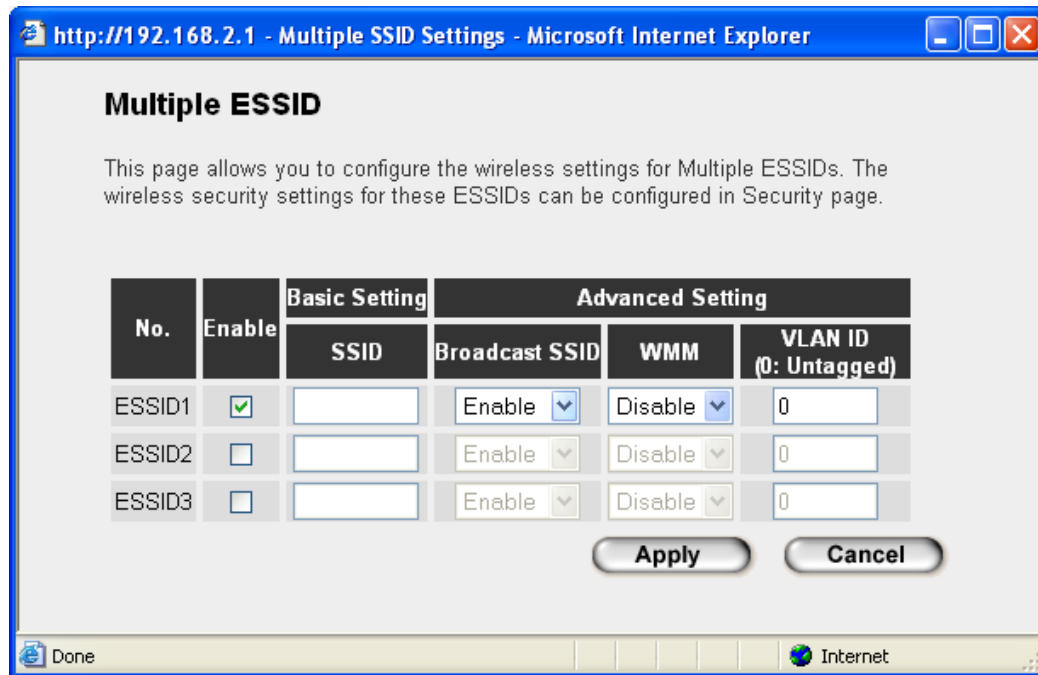 http://192.168.2.1 - Multiple SSID Settings - Microsoft Internet Explorer
Multiple ESSID
This page allows you to configure the wireless settings for Multiple ESSIDs. The
wireless security settings for these ESSIDs can be configured in Security page.
No. Enable Basic Setting Advanced Setting
SSID Broadcast SSID WMM VLAN ID
(0: Untagged)
ESSID1 Enable Disable 0
ESSID2 Enable Disable 0
ESSID3 Enable Disable 0
Apply Cancel
Done Internet